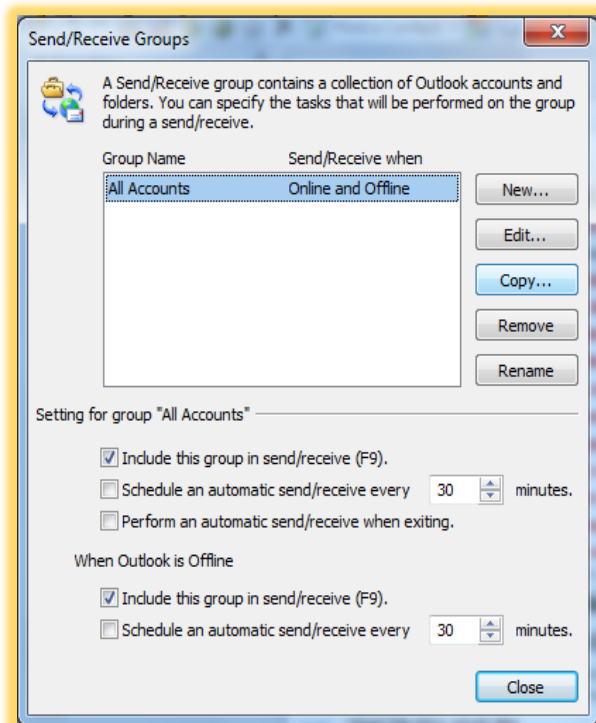 Send/Receive Groups
A Send/Receive group contains a collection of Outlook accounts and
folders. You can specify the tasks that will be performed on the group
during a send/receive.
Group Name Send/Receive when
All Accounts Online and Offline
New...
Edit...
Copy...
Remove
Rename
Setting for group "All Accounts"
Include this group in send/receive (F9).
Schedule an automatic send/receive every 30 minutes.
Perform an automatic send/receive when exiting.
When Outlook is Offline
Include this group in send/receive (F9).
Schedule an automatic send/receive every 30 minutes.
Close